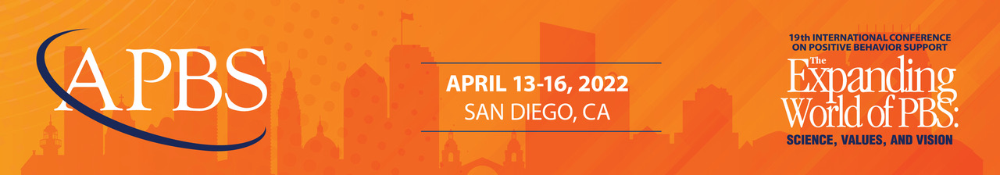 APBS
APRIL 13-16, 2022
SAN DIEGO, CA
19th INTERNATIONAL CONFERENCE
ON POSITIVE BEHAVIOR SUPPORT
The
Expanding
World of PBS:
SCIENCE, VALUES, AND VISION